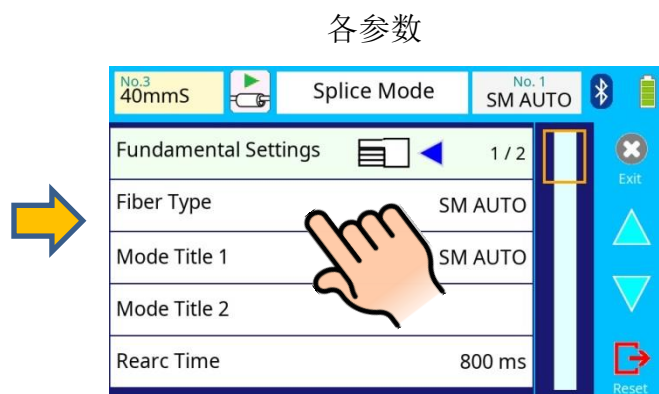 各参数
No.3
40mmS
Splice Mode
No. 1
SM AUTO
Fundamental Settings 1 / 2
Exit
Fiber Type SM AUTO
Mode Title 1 SM AUTO
Mode Title 2
Rearc Time 800 ms
Reset